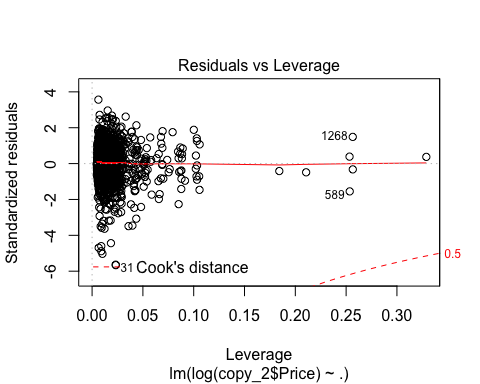 Residuals vs Leverage
Standardized residuals
4
2
0
-2
-4
-6
1268
589
31
Cook's distance
0.5
0.00 0.05 0.10 0.15 0.20 0.25 0.30
Leverage
lm(log(copy_2$Price) ~ .)